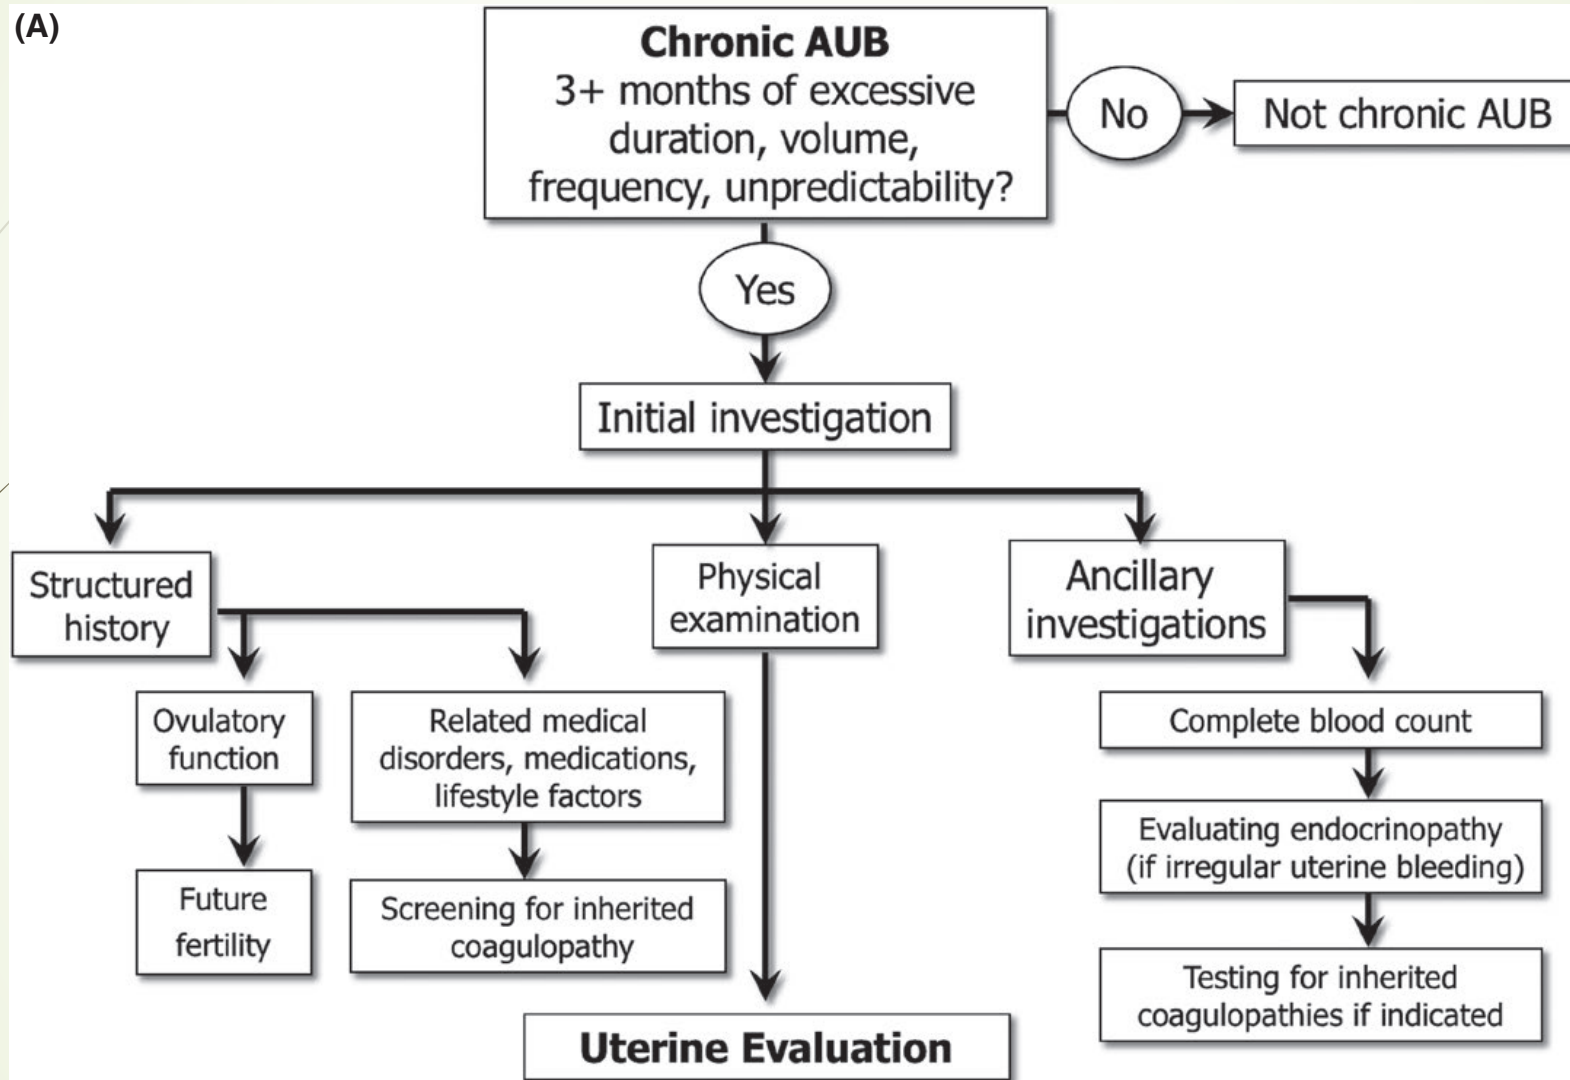 (A)
Chronic AUB
3+ months of excessive
duration, volume,
frequency, unpredictability?
No
Not chronic AUB
Yes
Initial investigation
Structured
history
Physical
examination
Ancillary
investigations
Ovulatory
function
Related medical
disorders, medications,
lifestyle factors
Complete blood count
Future
fertility
Screening for inherited
coagulopathy
Evaluating endocrinopathy
(if irregular uterine bleeding)
Testing for inherited
coagulopathies if indicated
Uterine Evaluation